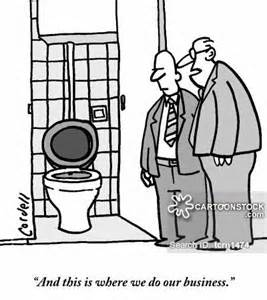 Cordell
CARTOONSTOCK
.com
Search ID: tcrn1474
"And this is where we do our business."